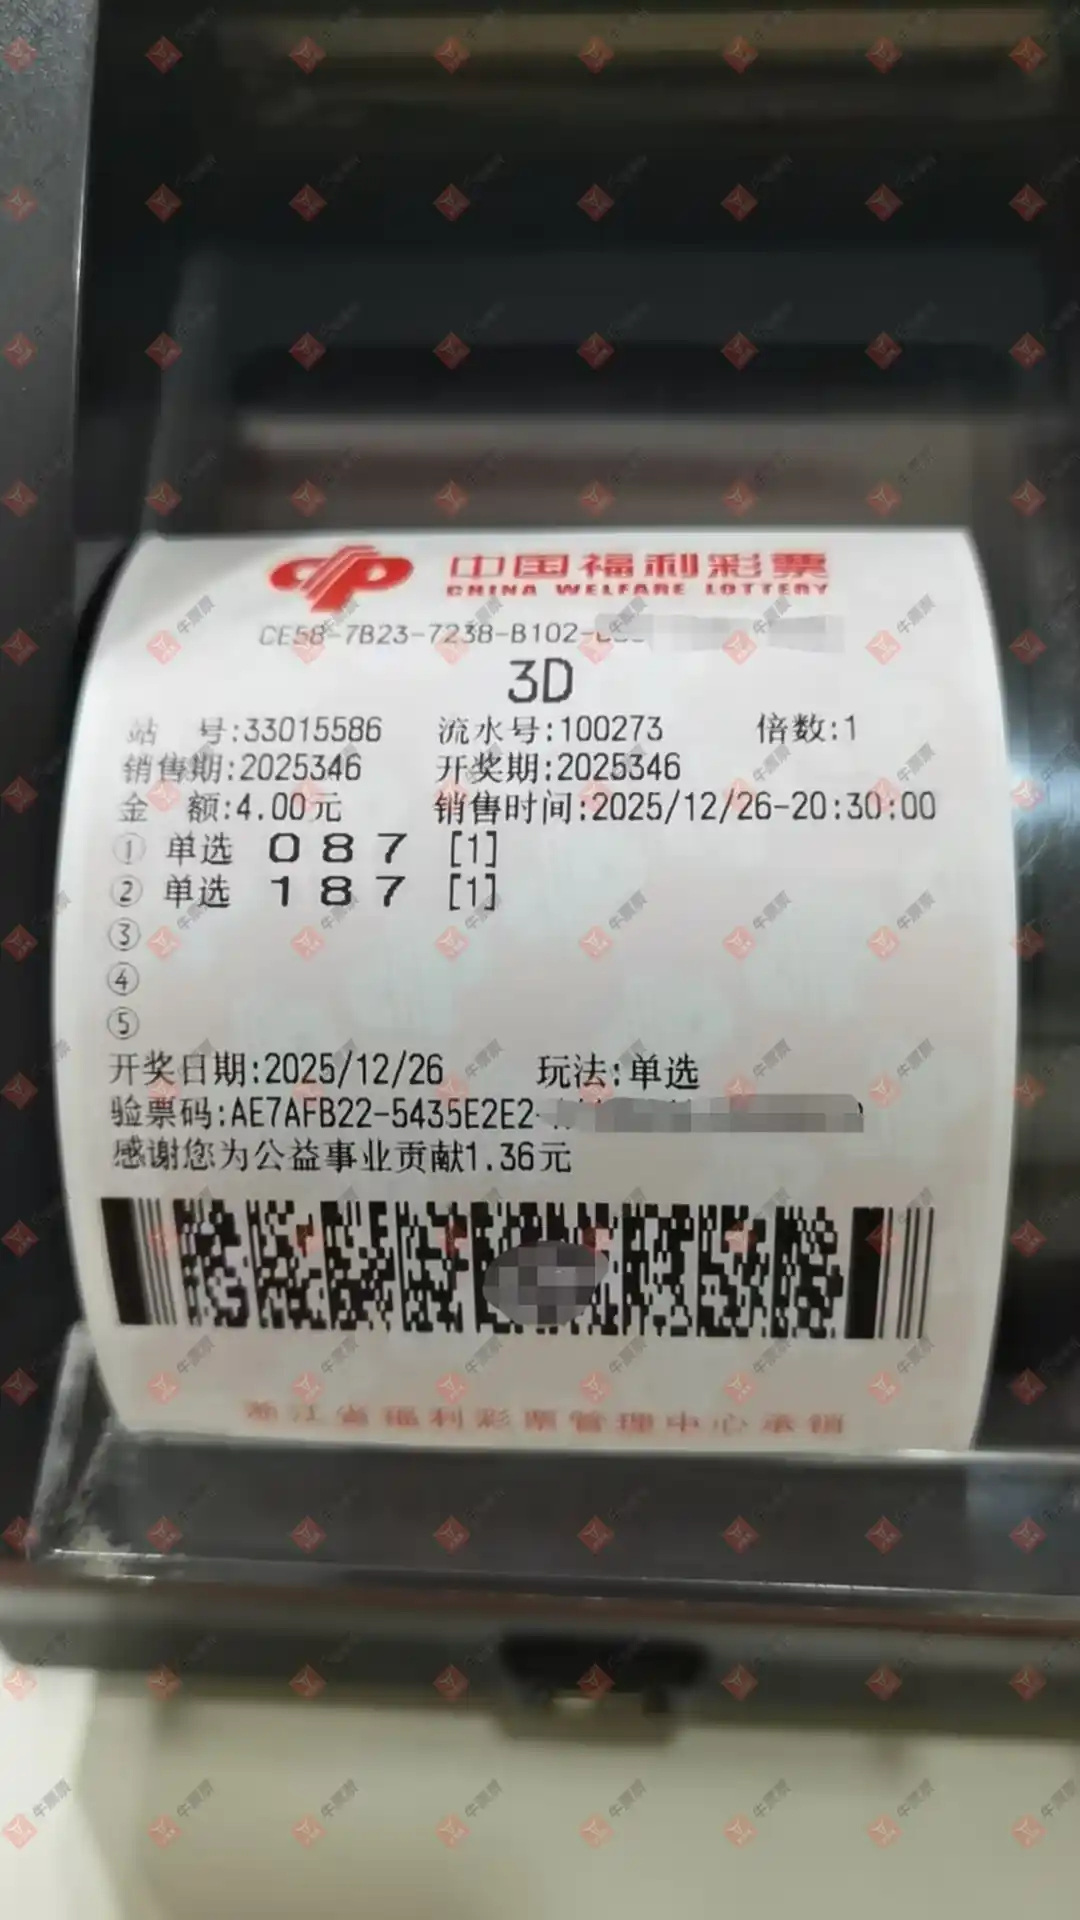 中国福利彩票
CHINA WELFARE LOTTERY
CE58-7B23-7238-B102-
3D
站 号:33015586 流水号:100273 倍数:1
销售期:2025346 开奖期:2025346
金 额:4.00元 销售时间:2025/12/26-20:30:00
① 单选 0 8 7 [1]
② 单选 1 8 7 [1]
③
④
⑤
开奖日期:2025/12/26 玩法:单选
验票码:AE7AFB22-5435E2E2-
感谢您为公益事业贡献1.36元
浙江省福利彩票管理中心承销
牛票票